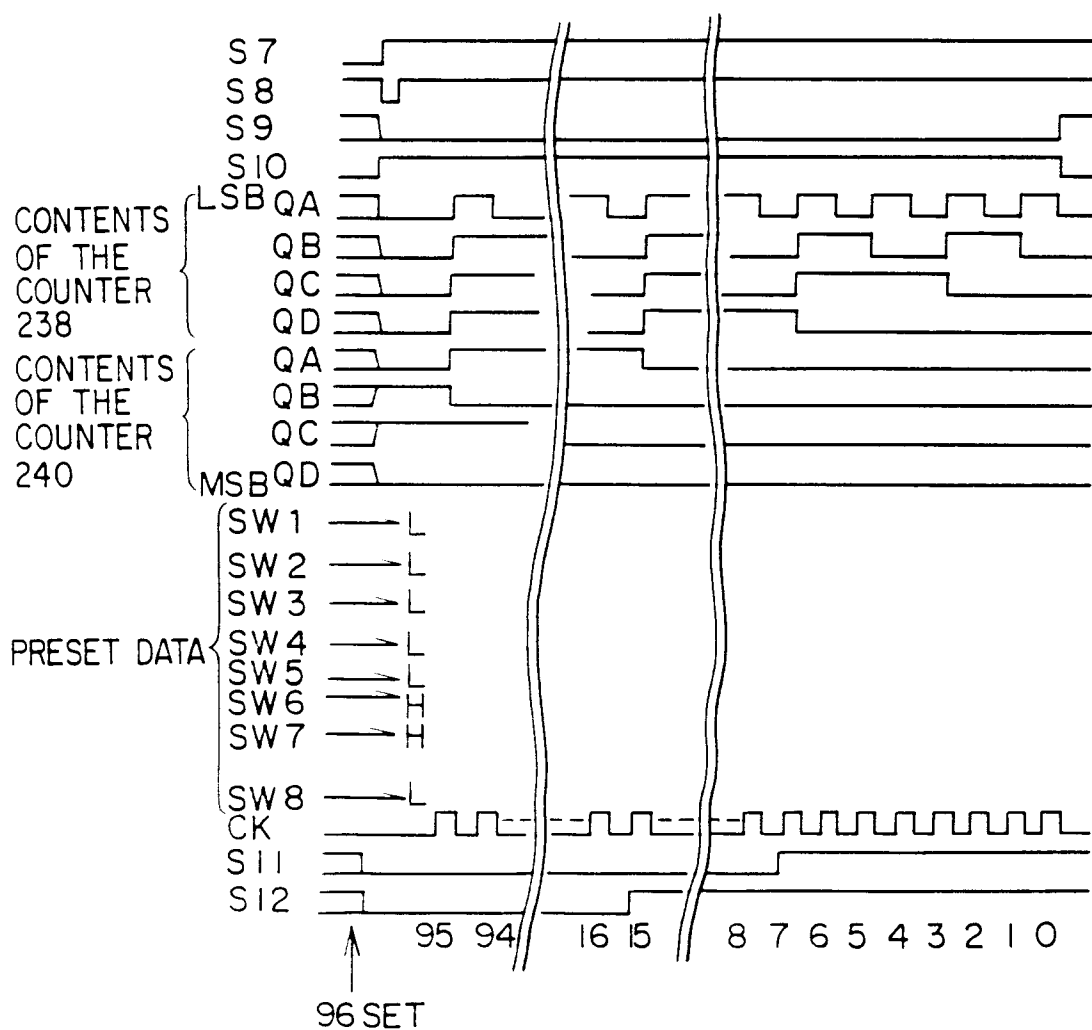 S7
S8
S9
S10
CONTENTS OF THE COUNTER 238
LSB QA
QB
QC
QD
CONTENTS OF THE COUNTER 240
QA
QB
QC
MSB QD
PRESET DATA
SW1 L
SW2 L
SW3 L
SW4 L
SW5 L
SW6 H
SW7 H
SW8 L
CK
S11
S12
95 94 16 15 8 7 6 5 4 3 2 1 0
96 SET